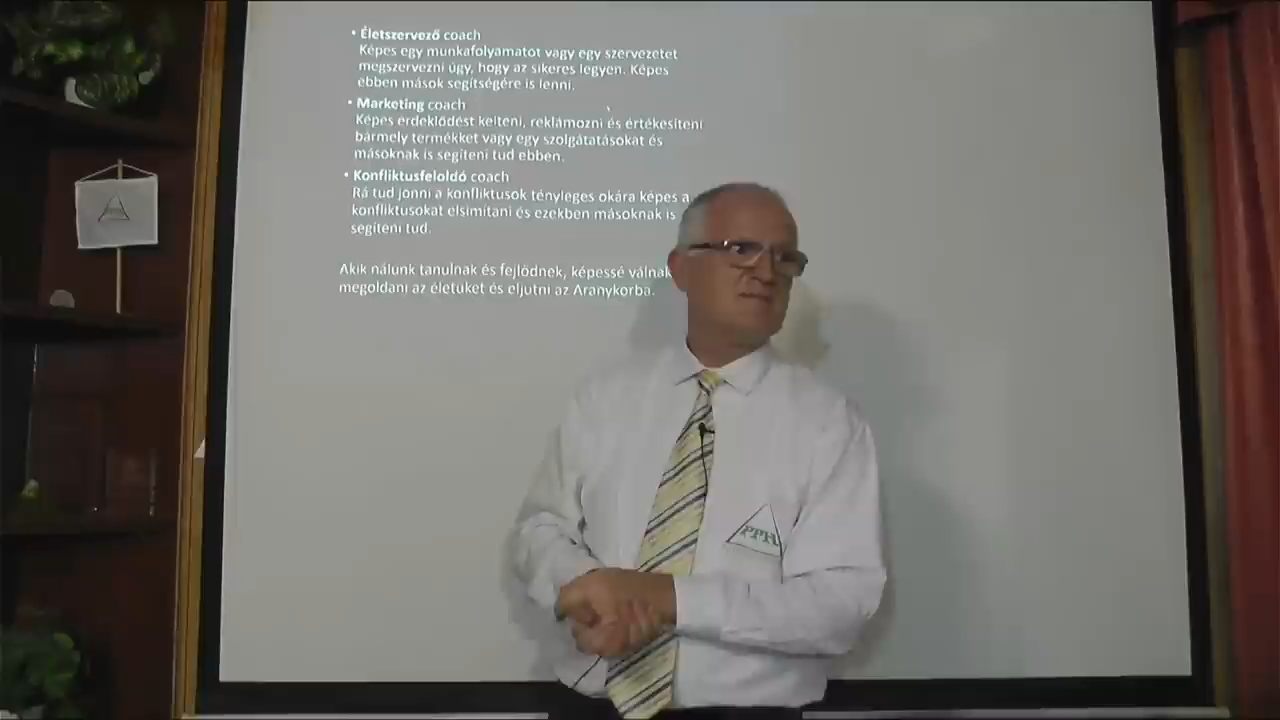 • Életszervező coach
Képes egy munkafolyamatot vagy egy szervezetet
megszervezni úgy, hogy az sikeres legyen. Képes
ebben mások segítségére is lenni.
• Marketing coach
Képes érdeklődést kelteni, reklámozni és értékesíteni
bármely termékket vagy egy szolgátatásokat és
másoknak is segíteni tud ebben.
• Konfliktusfeloldó coach
Rá tud jönni a konfliktusok tényleges okára képes a
konfliktusokat elsimítani és ezekben másoknak is
segíteni tud.
Akik nálunk tanulnak és fejlődnek, képessé válnak
megoldani az életüket és eljutni az Aranykorba.
PPH